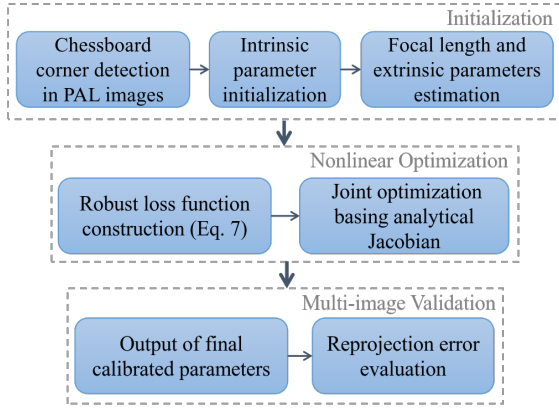 Initialization
Chessboard
corner detection
in PAL images
Intrinsic
parameter
initialization
Focal length and
extrinsic parameters
estimation
Nonlinear Optimization
Robust loss function
construction (Eq. 7)
Joint optimization
basing analytical
Jacobian
Multi-image Validation
Output of final
calibrated parameters
Reprojection error
evaluation